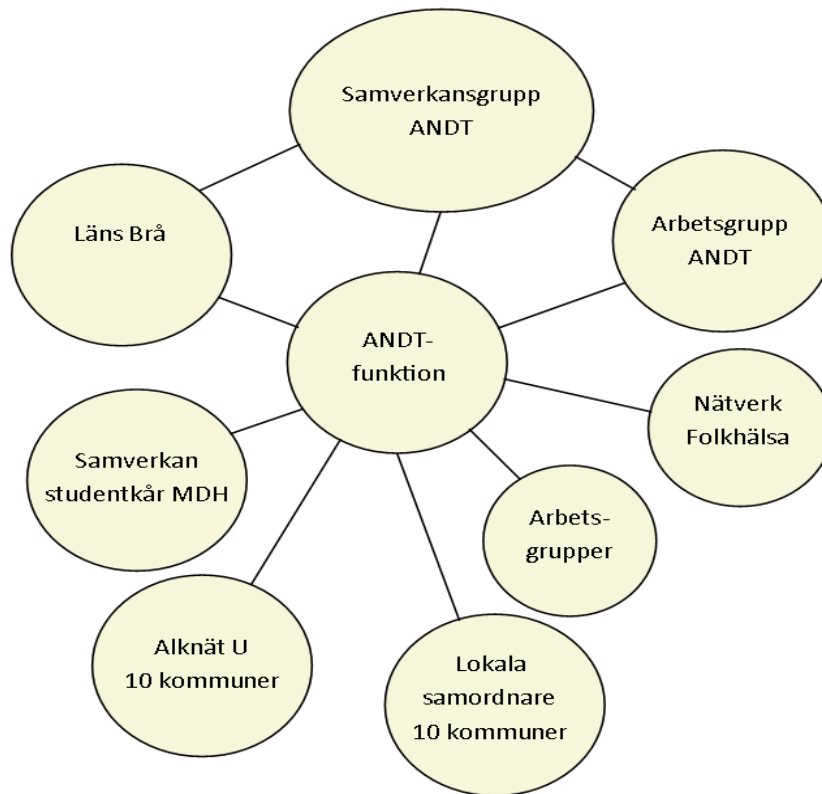 Samverkansgrupp
ANDT
Läns Brå
Arbetsgrupp
ANDT
ANDT-
funktion
Nätverk
Folkhälsa
Samverkan
studentkår MDH
Arbets-
grupper
Alknät U
10 kommuner
Lokala
samordnare
10 kommuner